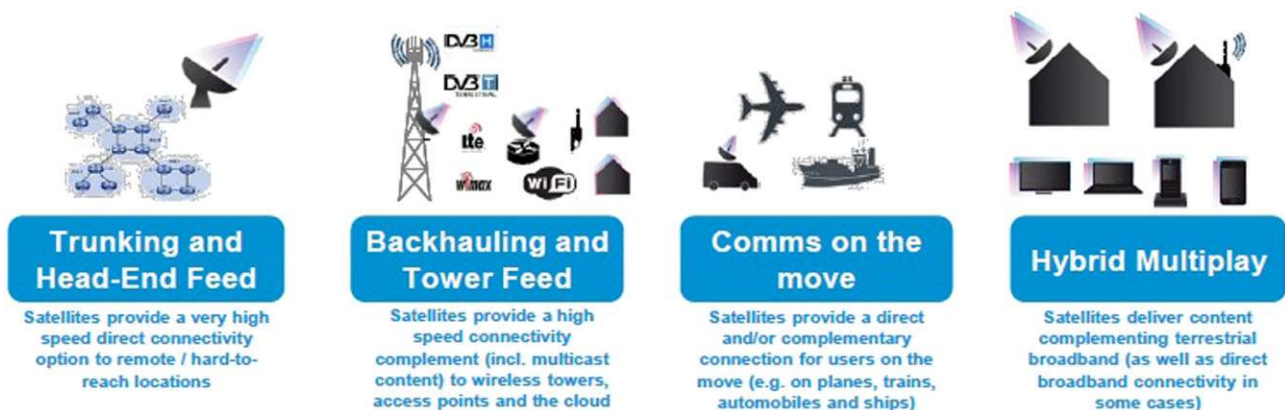 DVB H
DVB T
lte
wimax
WiFi
Trunking and
Head-End Feed
Satellites provide a very high
speed direct connectivity
option to remote / hard-to-
reach locations
Backhauling and
Tower Feed
Satellites provide a high
speed connectivity
complement (incl. multicast
content) to wireless towers,
access points and the cloud
Comms on the
move
Satellites provide a direct
and/or complementary
connection for users on the
move (e.g. on planes, trains,
automobiles and ships)
Hybrid Multiplay
Satellites deliver content
complementing terrestrial
broadband (as well as direct
broadband connectivity in
some cases)